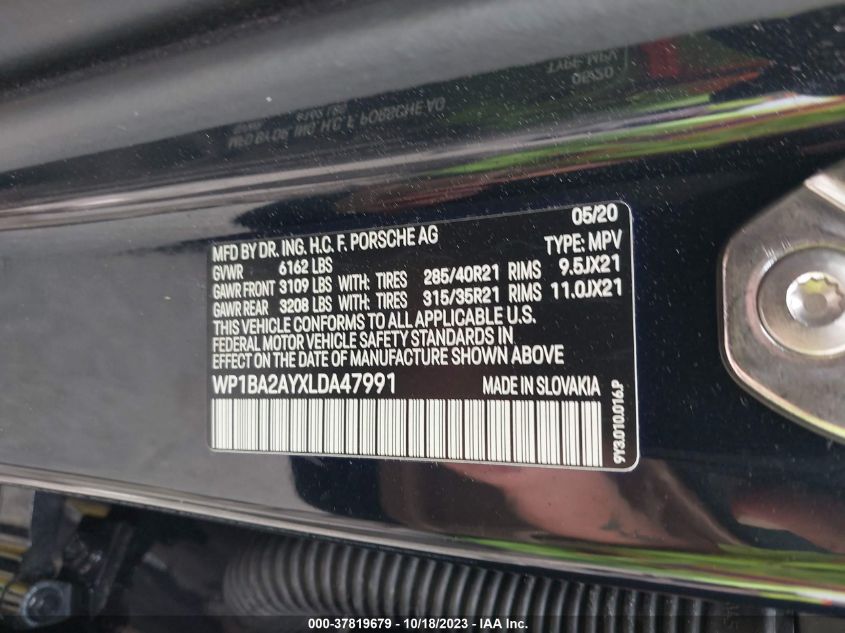 05/20
MFD BY DR. ING. H.C. F. PORSCHE AG
TYPE: MPV
GVWR 6162 LBS
GAWR FRONT 3109 LBS WITH: TIRES 285/40R21 RIMS 9.5JX21
GAWR REAR 3208 LBS WITH: TIRES 315/35R21 RIMS 11.0JX21
THIS VEHICLE CONFORMS TO ALL APPLICABLE U.S.
FEDERAL MOTOR VEHICLE SAFETY STANDARDS IN
EFFECT ON THE DATE OF MANUFACTURE SHOWN ABOVE
WP1BA2AYXLDA47991 MADE IN SLOVAKIA
9Y3.010.016.P
000-37819679 | 10/18/2023 - IAA Inc.